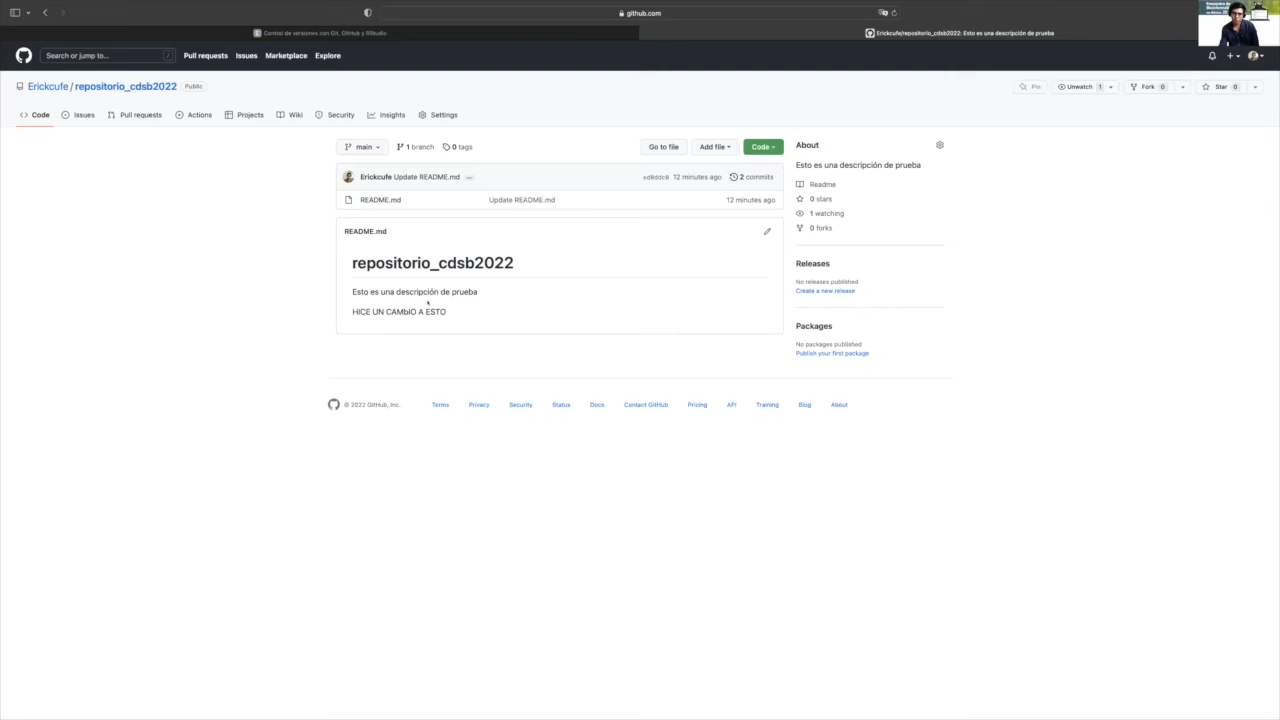 github.com
Control de versiones con Git, GitHub y RStudio
Erickcufe/repositorio_cdsb2022: Esto es una descripción de prueba
Search or jump to...
/
Pull requests
Issues
Marketplace
Explore
Erickcufe / repositorio_cdsb2022
Public
Pin
Unwatch 1
Fork 0
Star 0
Code
Issues
Pull requests
Actions
Projects
Wiki
Security
Insights
Settings
main
1 branch
0 tags
Go to file
Add file
Code
Erickcufe Update README.md
12 minutes ago
2 commits
README.md
Update README.md
12 minutes ago
README.md
repositorio_cdsb2022
Esto es una descripción de prueba
HICE UN CAMbIO A ESTO
About
Esto es una descripción de prueba
Readme
0 stars
1 watching
0 forks
Releases
No releases published
Create a new release
Packages
No packages published
Publish your first package
© 2022 GitHub, Inc.
Terms
Privacy
Security
Status
Docs
Contact GitHub
Pricing
API
Training
Blog
About